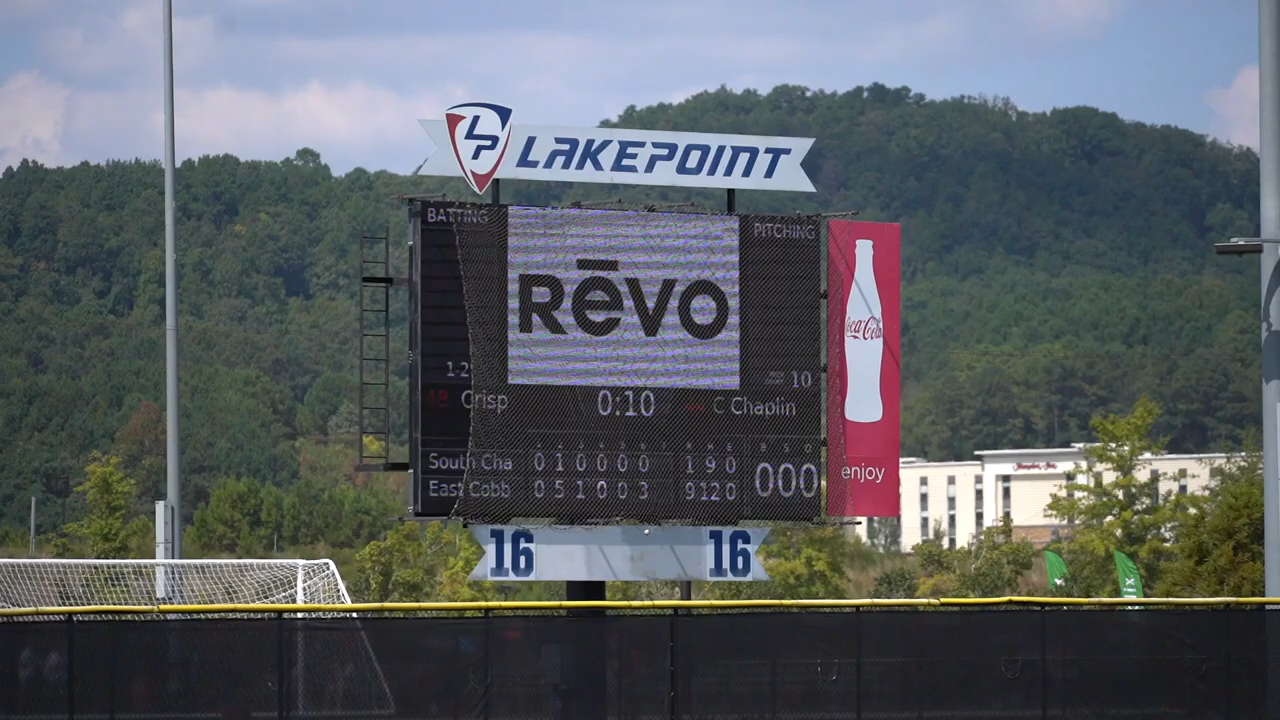 LP LAKEPOINT
BATTING
PITCHING
Rēvo
1-2
10
18 Crisp
0:10
C Chaplin
South Cha 0 1 0 0 0 0 1 9 0
East Cobb 0 5 1 0 0 3 9 12 0
000
Coca-Cola
enjoy
16
16